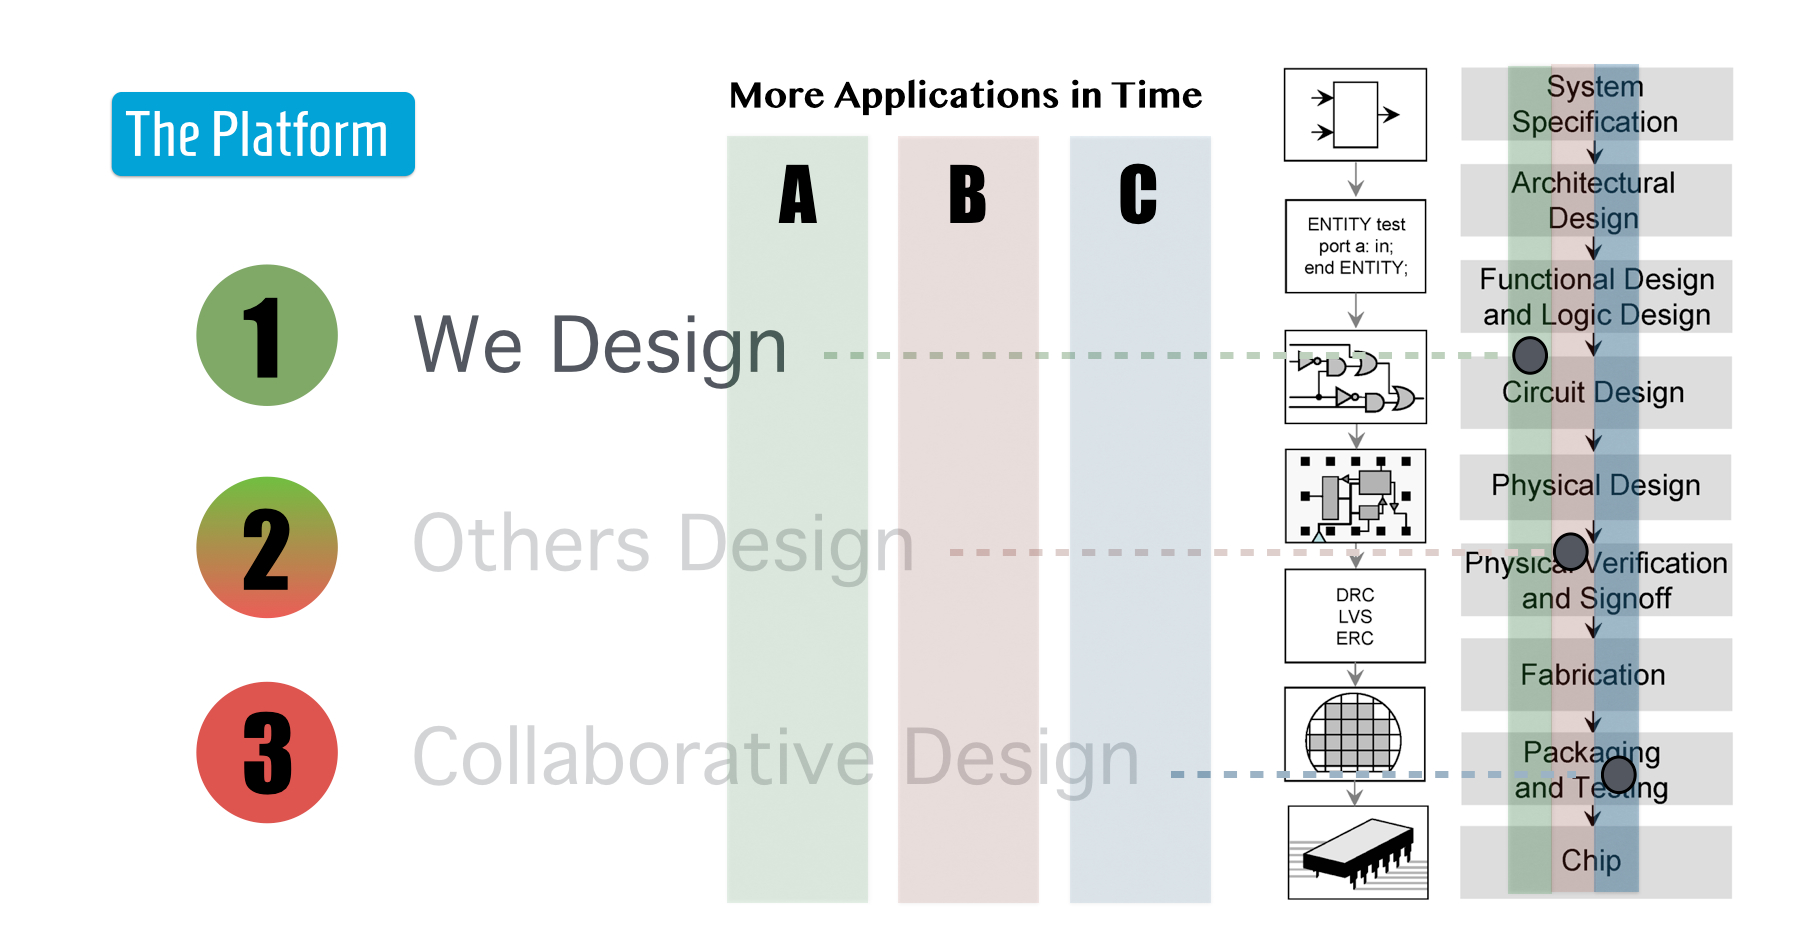 The Platform
More Applications in Time
A
B
C
1
We Design
2
Others Design
3
Collaborative Design
ENTITY test
port a: in;
end ENTITY;
DRC
LVS
ERC
System
Specification
Architectural
Design
Functional Design
and Logic Design
Circuit Design
Physical Design
Physical Verification
and Signoff
Fabrication
Packaging
and Testing
Chip